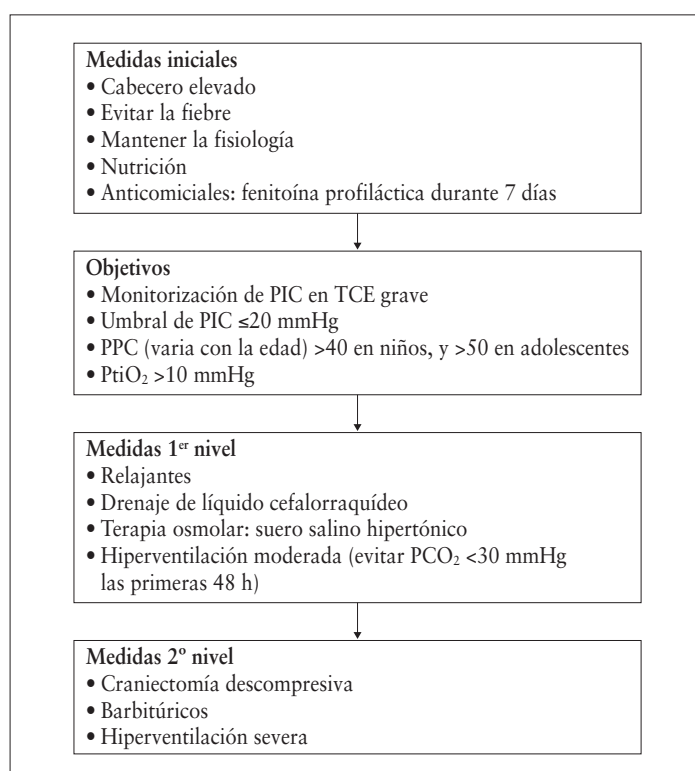 Medidas iniciales
• Cabecero elevado
• Evitar la fiebre
• Mantener la fisiología
• Nutrición
• Anticomiciales: fenitoína profiláctica durante 7 días
Objetivos
• Monitorización de PIC en TCE grave
• Umbral de PIC ≤20 mmHg
• PPC (varia con la edad) >40 en niños, y >50 en adolescentes
• PtiO₂ >10 mmHg
Medidas 1er nivel
• Relajantes
• Drenaje de líquido cefalorraquídeo
• Terapia osmolar: suero salino hipertónico
• Hiperventilación moderada (evitar PCO₂ <30 mmHg
las primeras 48 h)
Medidas 2º nivel
• Craniectomía descompresiva
• Barbitúricos
• Hiperventilación severa